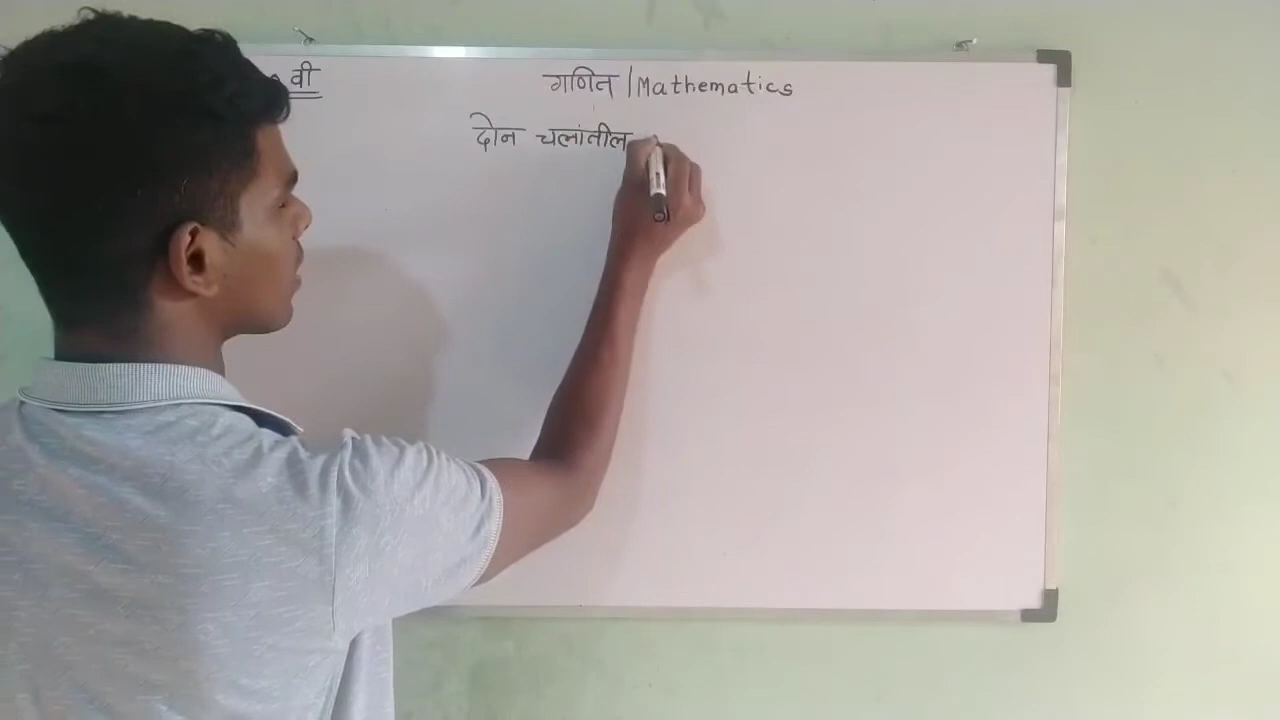 वी
गणित / Mathematics
दोन चलांतील